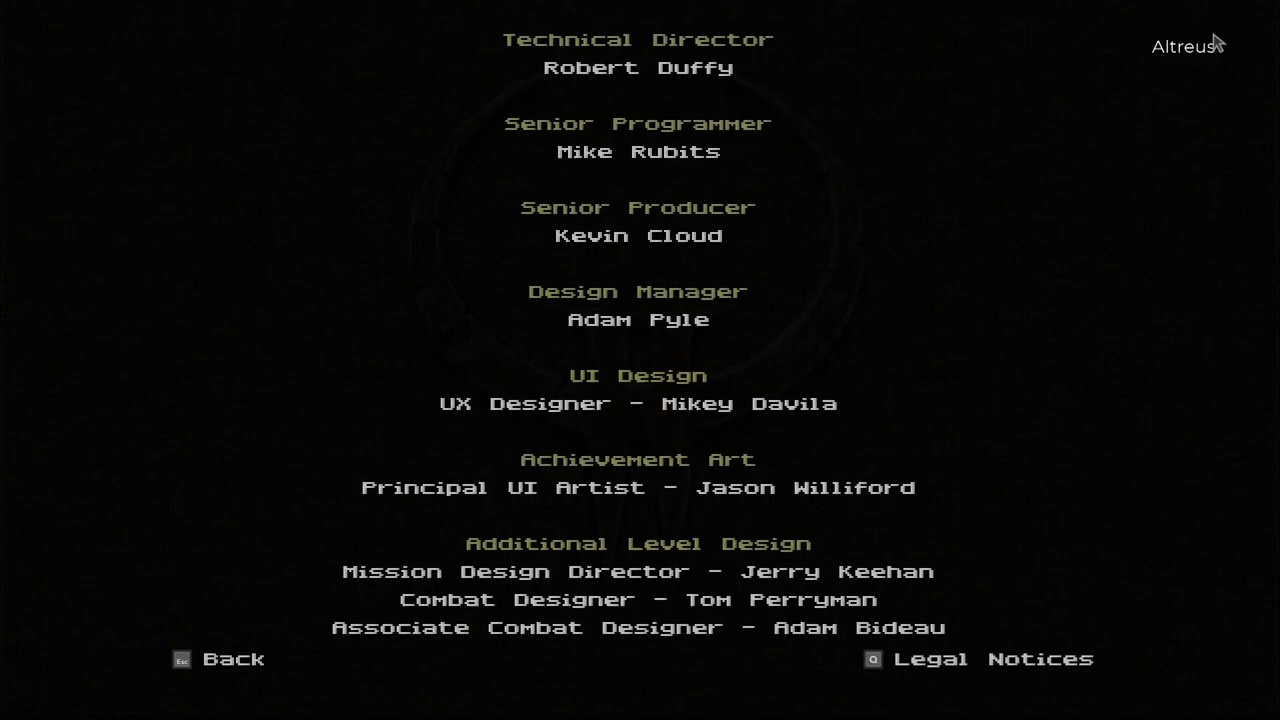 Technical Director
Altreus
Robert Duffy
Senior Programmer
Mike Rubits
Senior Producer
Kevin Cloud
Design Manager
Adam Pyle
UI Design
UX Designer - Mikey Davila
Achievement Art
Principal UI Artist - Jason Williford
Additional Level Design
Mission Design Director - Jerry Keehan
Combat Designer - Tom Perryman
Associate Combat Designer - Adam Bideau
Esc Back
Q Legal Notices